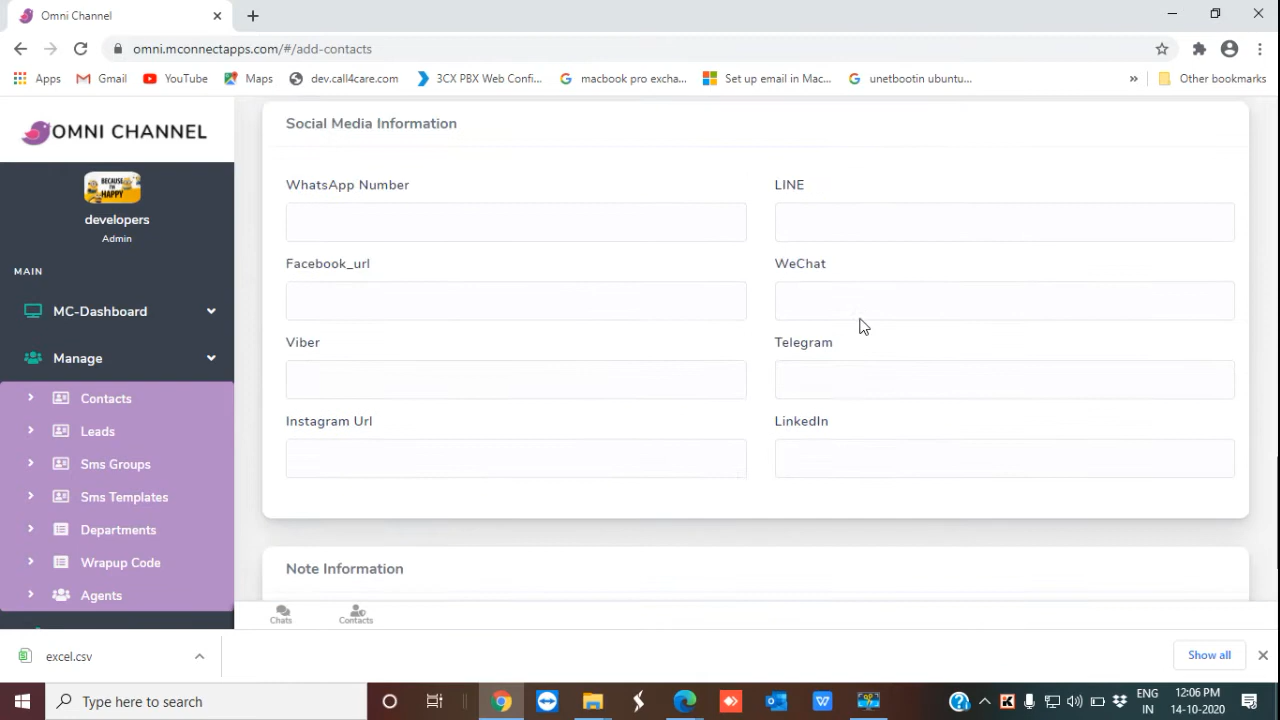 Omni Channel
omni.mconnectapps.com/#/add-contacts
Apps Gmail YouTube Maps dev.call4care.com 3CX PBX Web Confi... macbook pro excha... Set up email in Mac... unetbootin ubuntu... » Other bookmarks
OMNI CHANNEL
BECAUSE I'M HAPPY
developers
Admin
MAIN
MC-Dashboard
Manage
Contacts
Leads
Sms Groups
Sms Templates
Departments
Wrapup Code
Agents
Social Media Information
WhatsApp Number LINE
Facebook_url WeChat
Viber Telegram
Instagram Url LinkedIn
Note Information
Chats Contacts
excel.csv Show all
Type here to search
ENG 12:06 PM
IN 14-10-2020